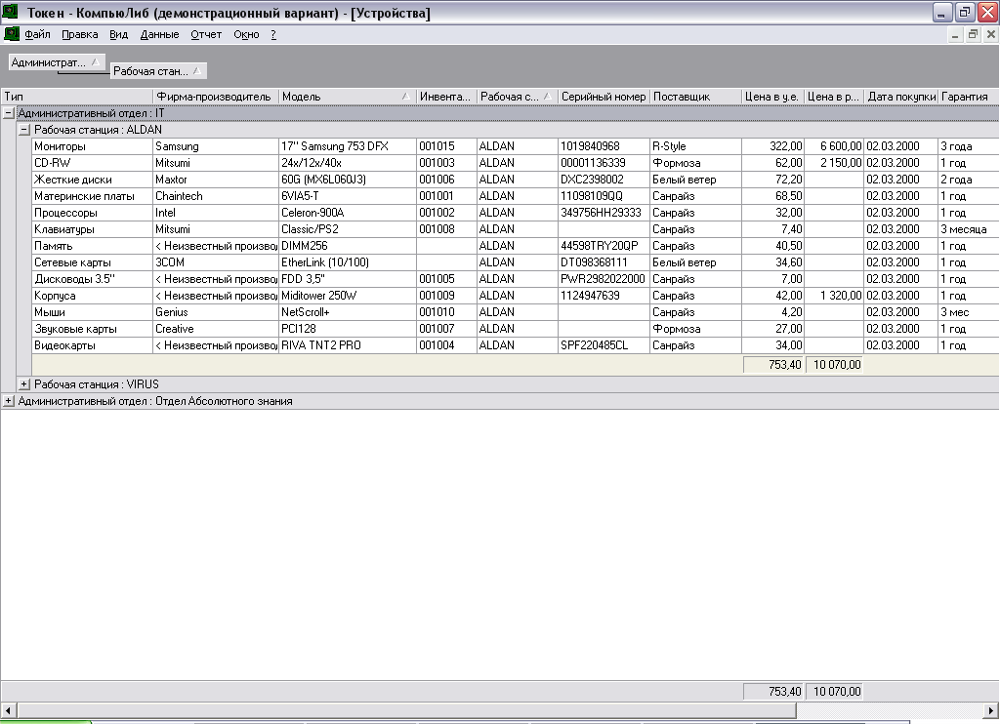 Токен - КомпьюЛиб (демонстрационный вариант) - [Устройства]
Файл Правка Вид Данные Отчет Окно ?
Администрат...
Рабочая стан...
Тип Фирма-производитель Модель Инвента... Рабочая с... Серийный номер Поставщик Цена в у.е. Цена в р... Дата покупки Гарантия
Административный отдел : IT
Рабочая станция : ALDAN
Мониторы Samsung 17" Samsung 753 DFX 001015 ALDAN 1019840968 R-Style 322,00 6 600,00 02.03.2000 3 года
CD-RW Mitsumi 24x/12x/40x 001003 ALDAN 00001136339 Формоза 62,00 2 150,00 02.03.2000 1 год
Жесткие диски Maxtor 60G (MX6L060J3) 001006 ALDAN DXC2398002 Белый ветер 72,20 02.03.2000 2 года
Материнские платы Chaintech 6VIA5-T 001001 ALDAN 11098109QQ Санрайз 68,50 02.03.2000 1 год
Процессоры Intel Celeron-900A 001002 ALDAN 349756HH29333 Санрайз 32,00 02.03.2000 1 год
Клавиатуры Mitsumi Classic/PS2 001008 ALDAN Санрайз 7,40 02.03.2000 3 месяца
Память < Неизвестный произво DIMM256 ALDAN 44598TRY20QP Санрайз 40,50 02.03.2000 1 год
Сетевые карты 3COM EtherLink (10/100) ALDAN DT098368111 Белый ветер 34,60 02.03.2000 1 год
Дисководы 3.5" < Неизвестный произво FDD 3,5" 001005 ALDAN PWR2982022000 Санрайз 7,00 02.03.2000 1 год
Корпуса < Неизвестный произво Miditower 250W 001009 ALDAN 1124947639 Санрайз 42,00 1 320,00 02.03.2000 1 год
Мыши Genius NetScroll+ 001010 ALDAN Санрайз 4,20 02.03.2000 3 мес
Звуковые карты Creative PCI128 001007 ALDAN Формоза 27,00 02.03.2000 1 год
Видеокарты < Неизвестный произво RIVA TNT2 PRO 001004 ALDAN SPF220485CL Санрайз 34,00 02.03.2000 1 год
753,40 10 070,00
Рабочая станция : VIRUS
Административный отдел : Отдел Абсолютного знания
753,40 10 070,00